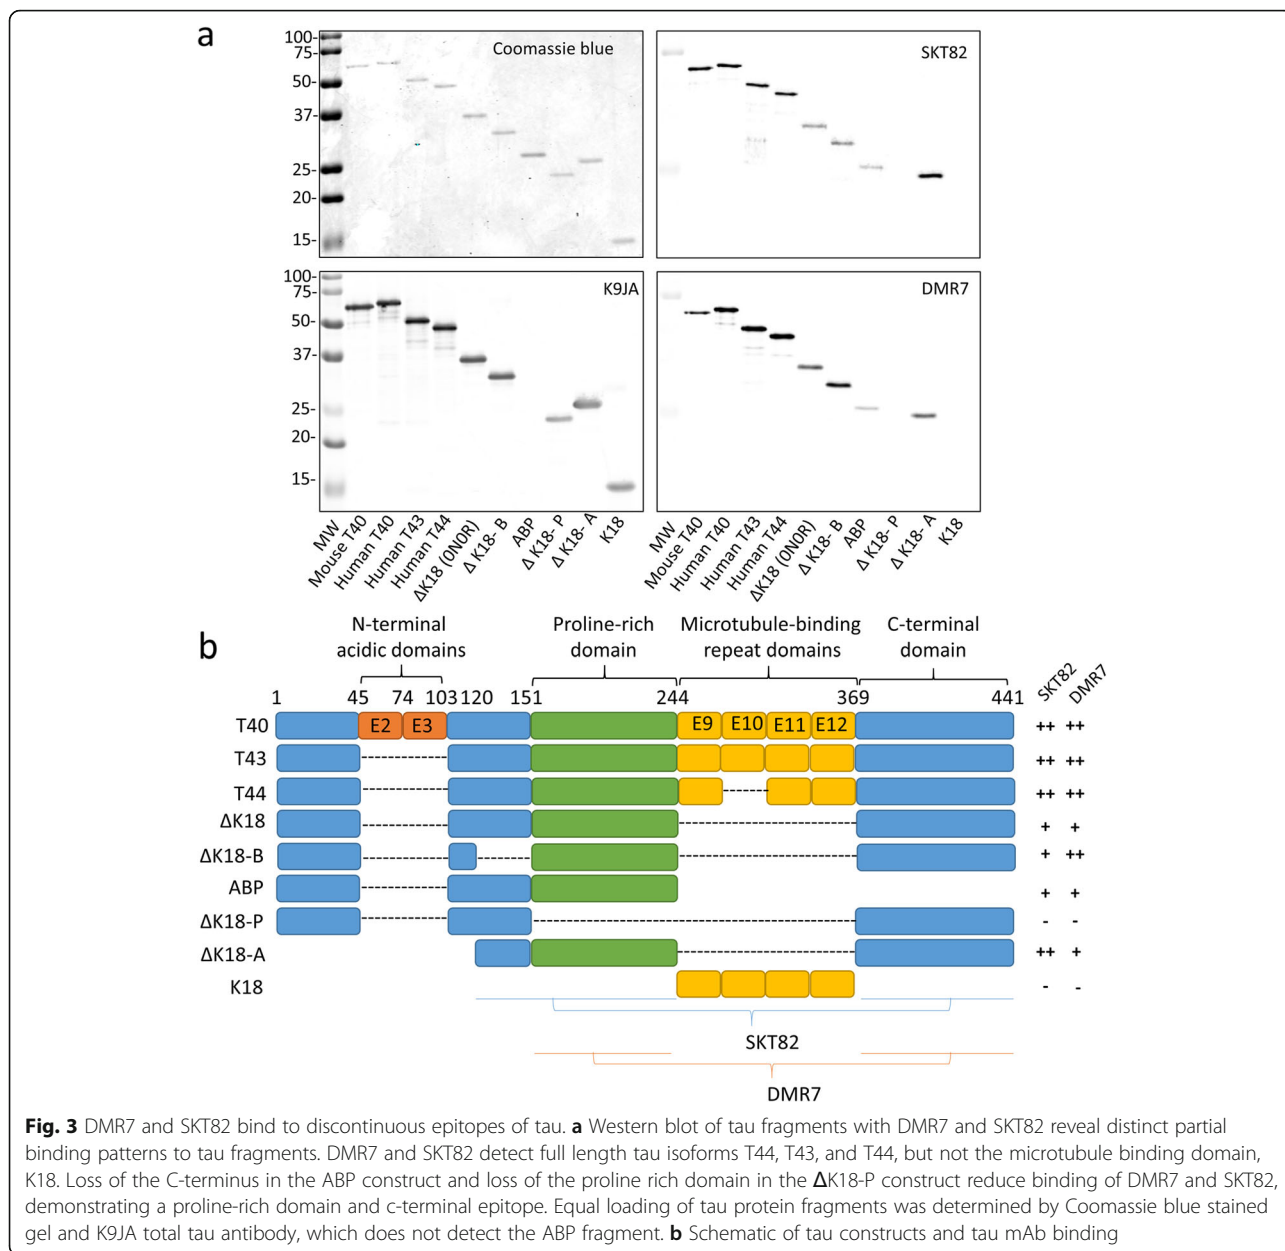 a
Coomassie blue
100-
75-
50-
37-
25-
20-
15-
SKT82
K9JA
100-
75-
50-
37-
25-
20-
15-
DMR7
MW
Mouse T40
Human T40
Human T43
Human T44
ΔK18 (0N0R)
Δ K18- B
ABP
Δ K18- P
Δ K18- A
K18
MW
Mouse T40
Human T40
Human T43
Human T44
ΔK18 (0N0R)
Δ K18- B
ABP
Δ K18- P
Δ K18- A
K18
b
N-terminal
acidic domains
Proline-rich
domain
Microtubule-binding
repeat domains
C-terminal
domain
1 45 74 103 120 151 244 369 441
SKT82 DMR7
T40 E2 E3 E9 E10 E11 E12 ++ ++
T43 ++ ++
T44 ++ ++
ΔK18 + +
ΔK18-B + ++
ABP + +
ΔK18-P - -
ΔK18-A ++ +
K18 - -
SKT82
DMR7
Fig. 3 DMR7 and SKT82 bind to discontinuous epitopes of tau. a Western blot of tau fragments with DMR7 and SKT82 reveal distinct partial
binding patterns to tau fragments. DMR7 and SKT82 detect full length tau isoforms T44, T43, and T44, but not the microtubule binding domain,
K18. Loss of the C-terminus in the ABP construct and loss of the proline rich domain in the ΔK18-P construct reduce binding of DMR7 and SKT82,
demonstrating a proline-rich domain and c-terminal epitope. Equal loading of tau protein fragments was determined by Coomassie blue stained
gel and K9JA total tau antibody, which does not detect the ABP fragment. b Schematic of tau constructs and tau mAb binding